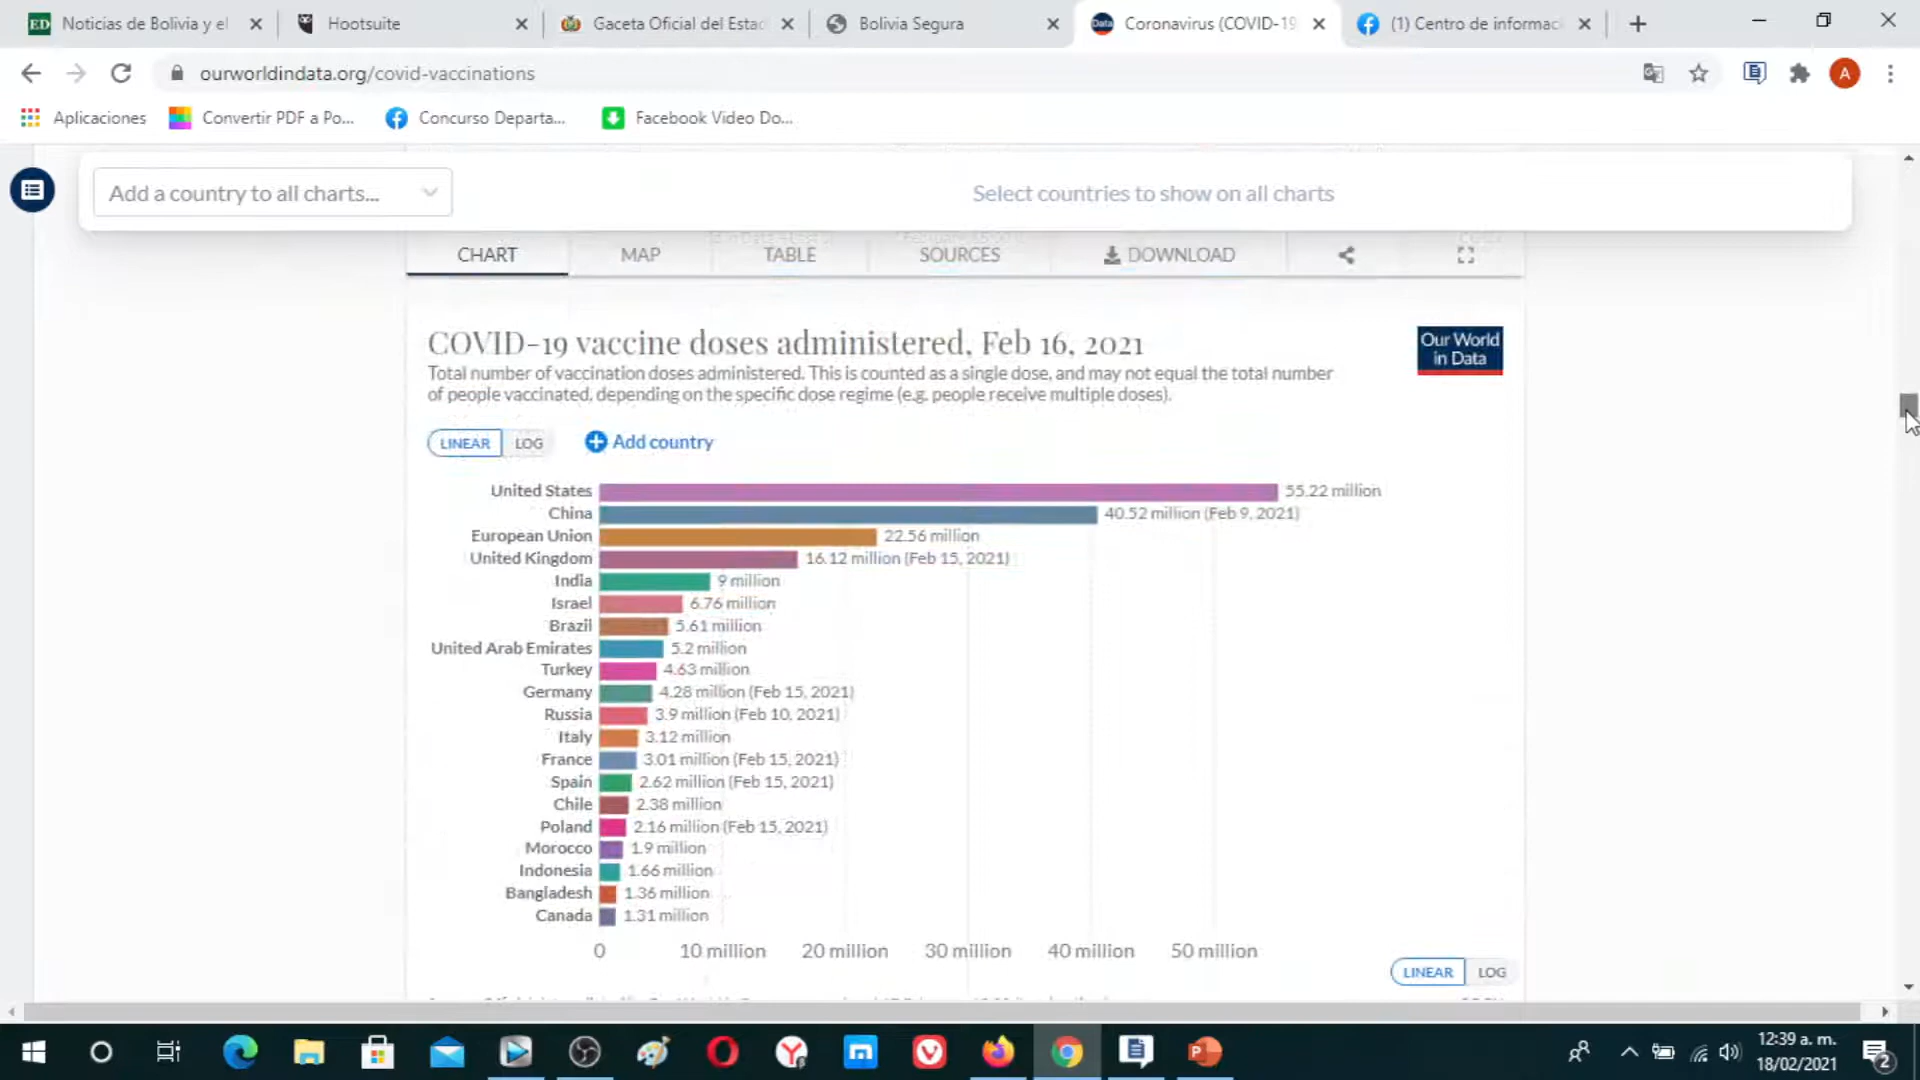 Noticias de Bolivia y el
Hootsuite
Gaceta Oficial del Estad
Bolivia Segura
Coronavirus (COVID-19
(1) Centro de informac
ourworldindata.org/covid-vaccinations
A
Aplicaciones
Convertir PDF a Po...
Concurso Departa...
Facebook Video Do...
Add a country to all charts...
Select countries to show on all charts
CHART
MAP
TABLE
SOURCES
DOWNLOAD
COVID-19 vaccine doses administered, Feb 16, 2021
Our World
in Data
Total number of vaccination doses administered. This is counted as a single dose, and may not equal the total number
of people vaccinated, depending on the specific dose regime (e.g. people receive multiple doses).
LINEAR LOG
Add country
United States 55.22 million
China 40.52 million (Feb 9, 2021)
European Union 22.56 million
United Kingdom 16.12 million (Feb 15, 2021)
India 9 million
Israel 6.76 million
Brazil 5.61 million
United Arab Emirates 5.2 million
Turkey 4.63 million
Germany 4.28 million (Feb 15, 2021)
Russia 3.9 million (Feb 10, 2021)
Italy 3.12 million
France 3.01 million (Feb 15, 2021)
Spain 2.62 million (Feb 15, 2021)
Chile 2.38 million
Poland 2.16 million (Feb 15, 2021)
Morocco 1.9 million
Indonesia 1.66 million
Bangladesh 1.36 million
Canada 1.31 million
0 10 million 20 million 30 million 40 million 50 million
LINEAR LOG
12:39 a. m.
18/02/2021
2